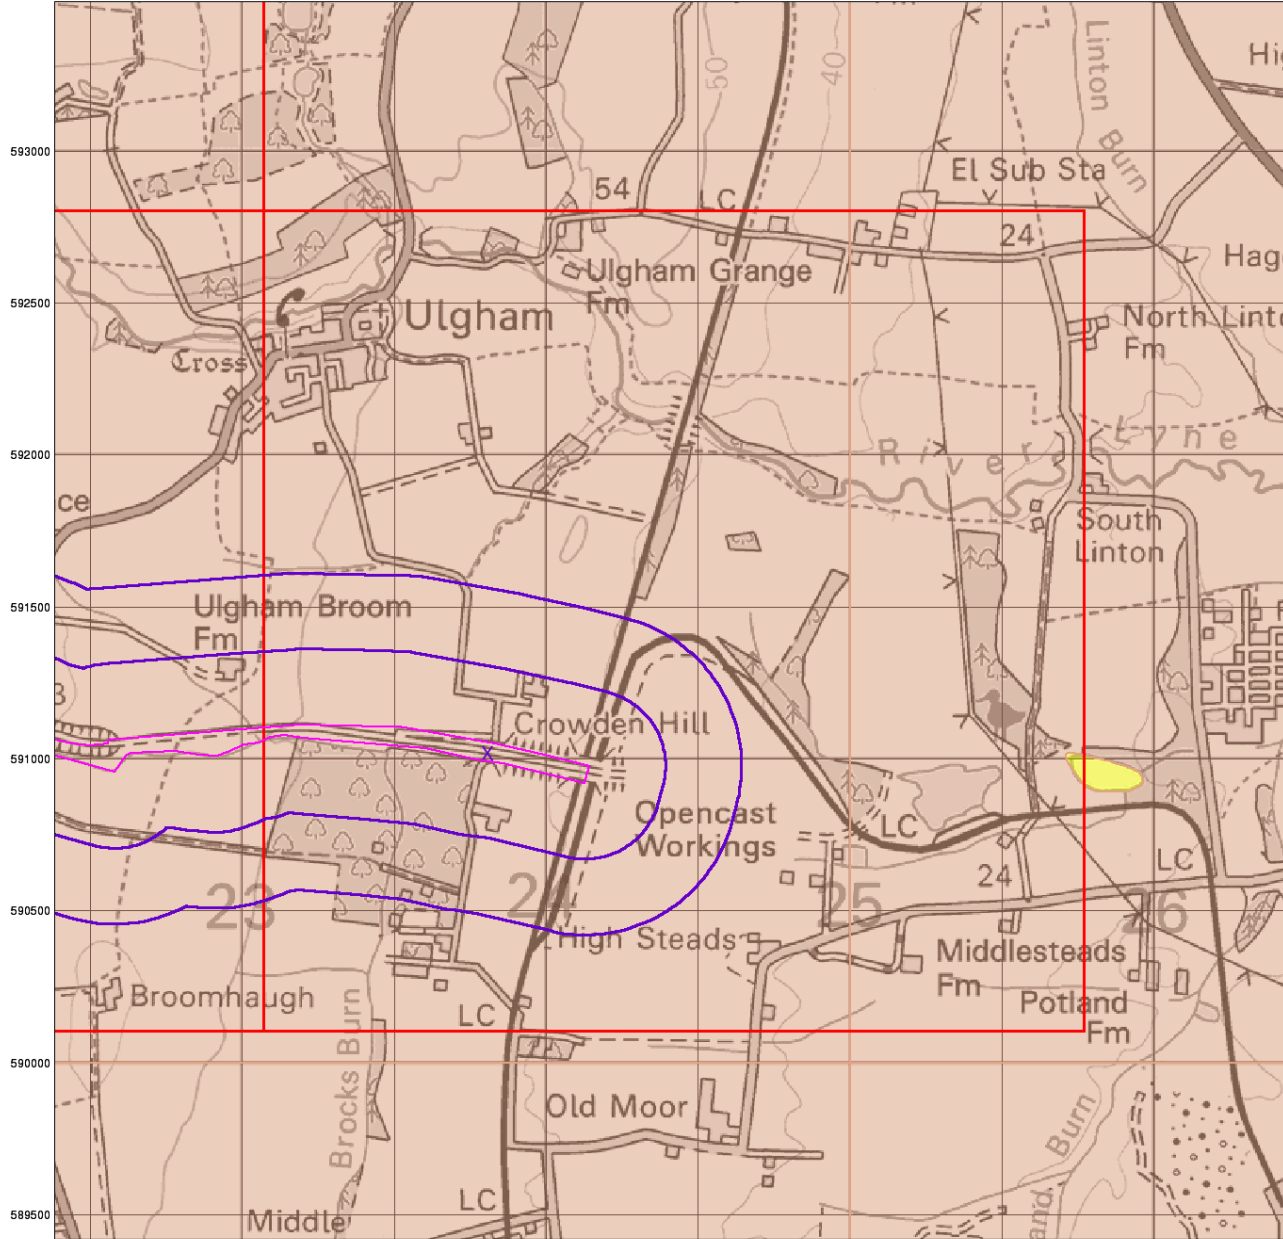 593000
592500
592000
591500
591000
590500
590000
589500
54
LC
50
40
Linton
Burn
El Sub Sta
24
Hag
Ulgham Grange
Fm
Ulgham
Cross
North Lint
Fm
River Lyne
ce
South
Linton
Ulgham Broom
Fm
Crowden Hill
Opencast
Workings
LC
24
LC
23
24
25
26
High Steads
Middlesteads
Fm
Potland
Fm
Broomhaugh
LC
Brocks Burn
Old Moor
Burn
LC
Middle